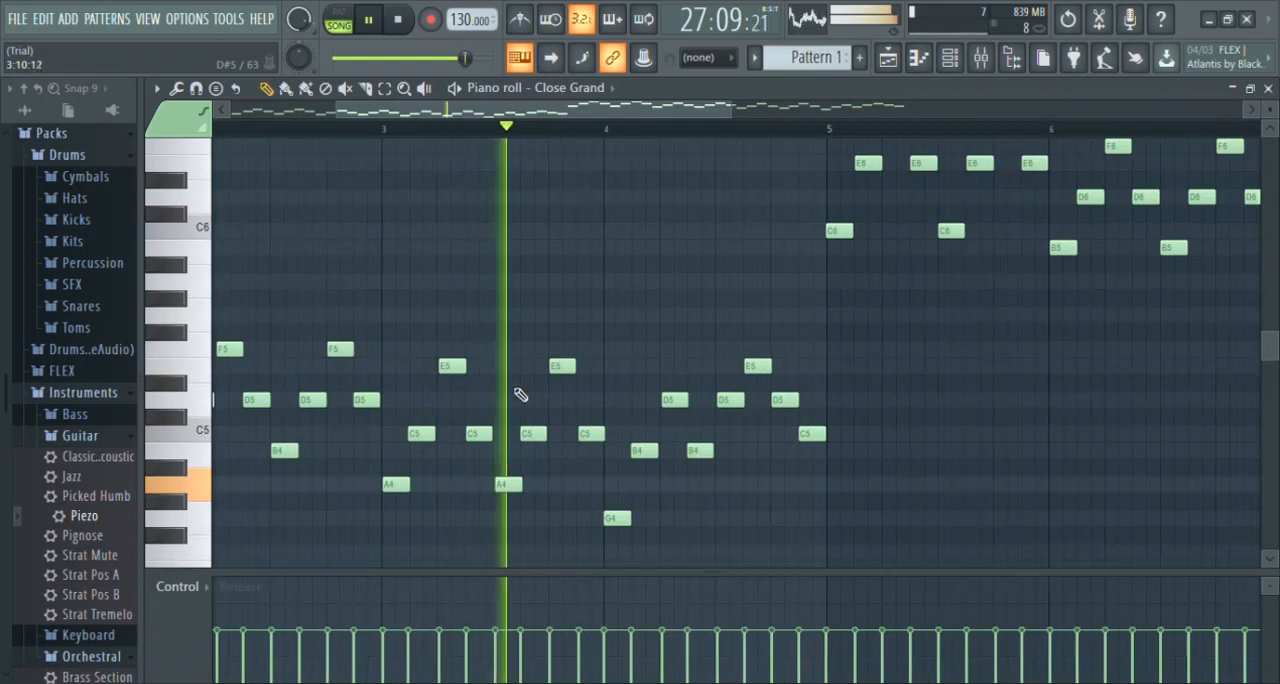 FILE EDIT ADD PATTERNS VIEW OPTIONS TOOLS HELP
PAT
SONG
130.000
3.2:
27:09:21
B:S:T
7
839 MB
8
(Trial)
3:10:12
D#5 / 63
(none)
Pattern 1
04/03 FLEX |
Atlantis by Black.
Snap 9
Piano roll - Close Grand
Packs
Drums
Cymbals
Hats
Kicks
Kits
Percussion
SFX
Snares
Toms
Drums..eAudio)
FLEX
Instruments
Bass
Guitar
Classic..coustic
Jazz
Picked Humb
Piezo
Pignose
Strat Mute
Strat Pos A
Strat Pos B
Strat Tremelo
Keyboard
Orchestral
Brass Section
3 4 5 6
F6 F6
E6 E6 E6 E6
D6 D6 D6 D6
C6 C6 C6
B5 B5
F5 F5
E5 E5 E5
D5 D5 D5 D5 D5 D5
C5 C5 C5 C5 C5 C5
B4 B4 B4
A4 A4
G4
Control
Release